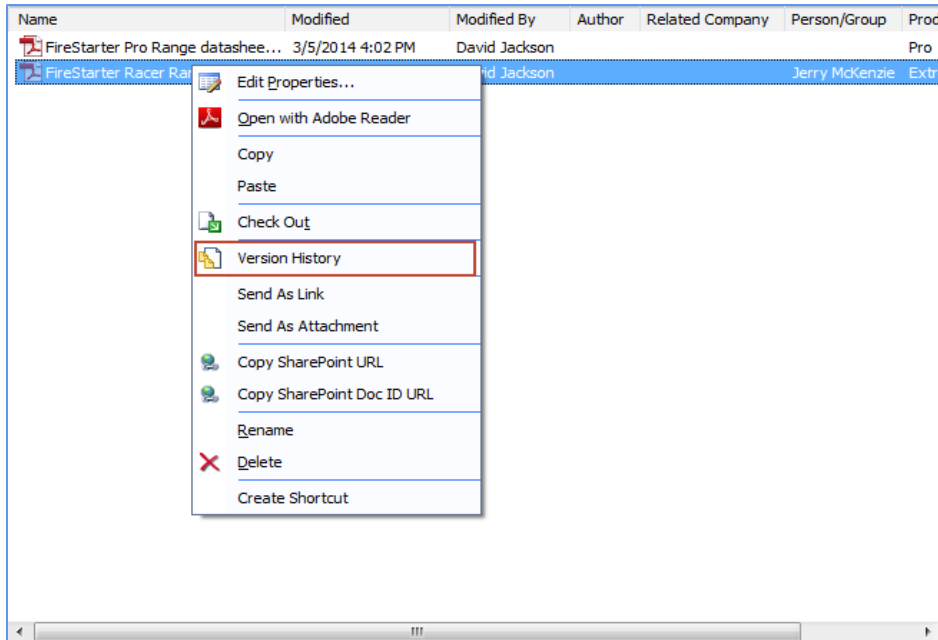 Name Modified Modified By Author Related Company Person/Group Prod
FireStarter Pro Range datashee... 3/5/2014 4:02 PM David Jackson Pro
FireStarter Racer Ran id Jackson Jerry McKenzie Extr
Edit Properties...
Open with Adobe Reader
Copy
Paste
Check Out
Version History
Send As Link
Send As Attachment
Copy SharePoint URL
Copy SharePoint Doc ID URL
Rename
Delete
Create Shortcut